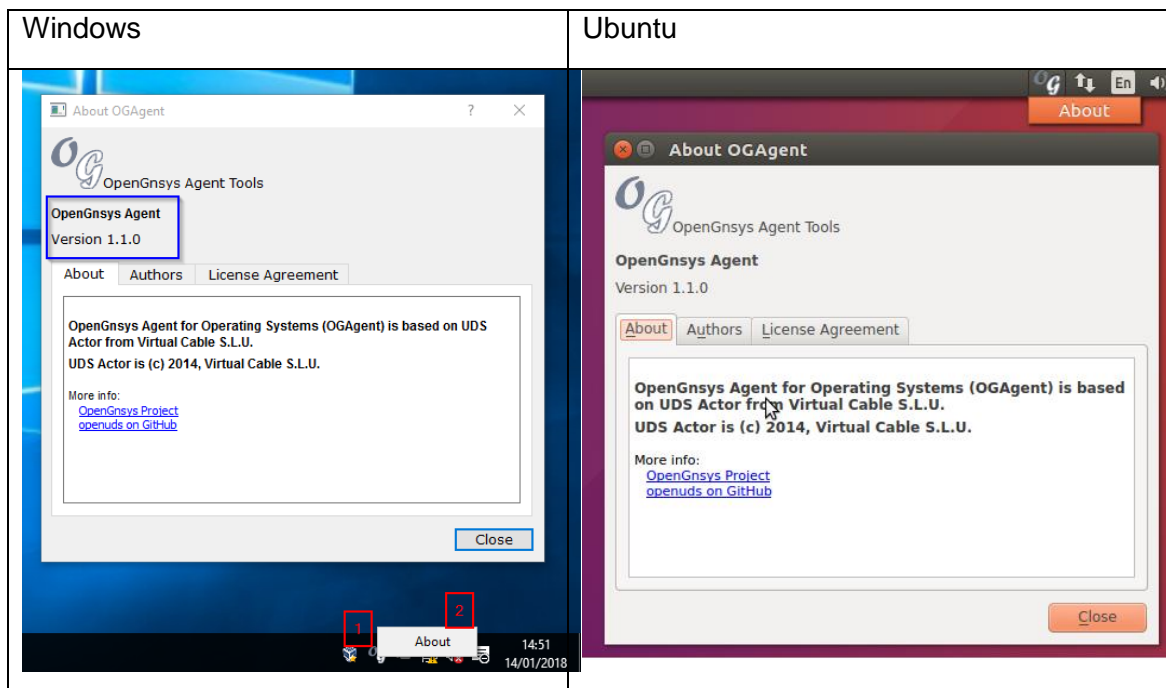 Windows
Ubuntu
About OGAgent
OG
OpenGnsys Agent Tools
OpenGnsys Agent
Version 1.1.0
About Authors License Agreement
OpenGnsys Agent for Operating Systems (OGAgent) is based on UDS
Actor from Virtual Cable S.L.U.
UDS Actor is (c) 2014, Virtual Cable S.L.U.
More info:
OpenGnsys Project
openuds on GitHub
Close
1
2
About
14:51
14/01/2018
OG En
About
About OGAgent
OG
OpenGnsys Agent Tools
OpenGnsys Agent
Version 1.1.0
About Authors License Agreement
OpenGnsys Agent for Operating Systems (OGAgent) is based
on UDS Actor from Virtual Cable S.L.U.
UDS Actor is (c) 2014, Virtual Cable S.L.U.
More info:
OpenGnsys Project
openuds on GitHub
Close